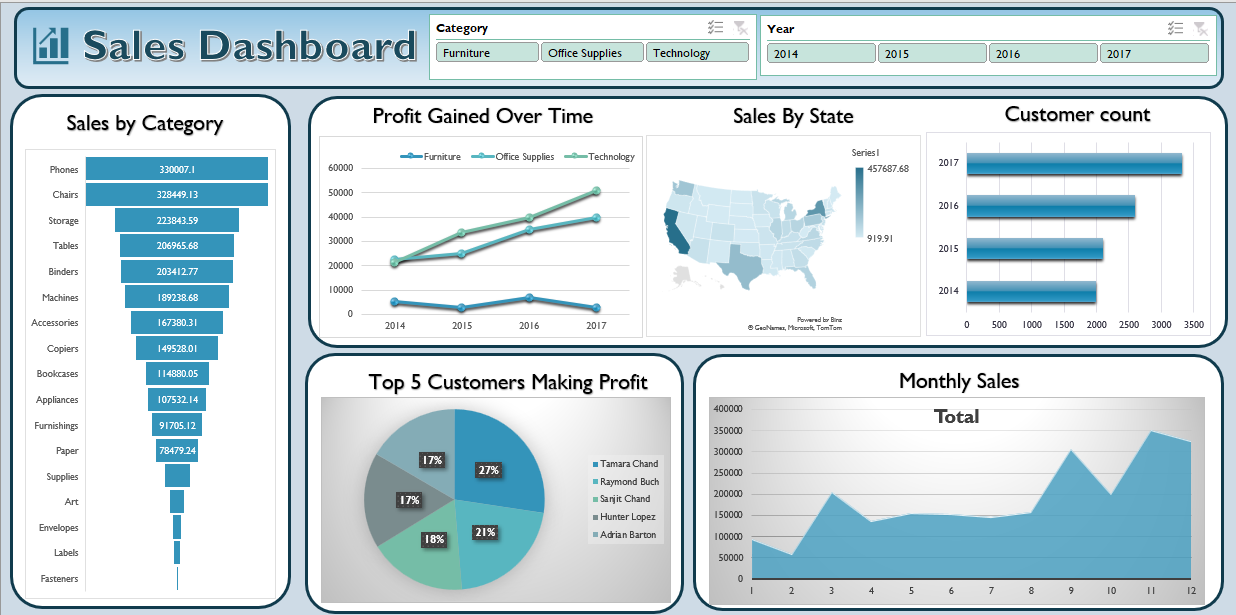 Sales Dashboard
Category
Furniture
Office Supplies
Technology
Year
2014
2015
2016
2017
Sales by Category
Phones 330007.1
Chairs 328449.13
Storage 223843.59
Tables 206965.68
Binders 203412.77
Machines 189238.68
Accessories 167380.31
Copiers 149528.01
Bookcases 114880.05
Appliances 107532.14
Furnishings 91705.12
Paper 78479.24
Supplies
Art
Envelopes
Labels
Fasteners
Profit Gained Over Time
Furniture Office Supplies Technology
60000
50000
40000
30000
20000
10000
0
2014 2015 2016 2017
Sales By State
Series1
457687.68
919.91
Powered by Bing
© GeoNames, Microsoft, TomTom
Customer count
2017
2016
2015
2014
0 500 1000 1500 2000 2500 3000 3500
Top 5 Customers Making Profit
27%
21%
18%
17%
17%
Tamara Chand
Raymond Buch
Sanjit Chand
Hunter Lopez
Adrian Barton
Monthly Sales
Total
400000
350000
300000
250000
200000
150000
100000
50000
0
1 2 3 4 5 6 7 8 9 10 11 12